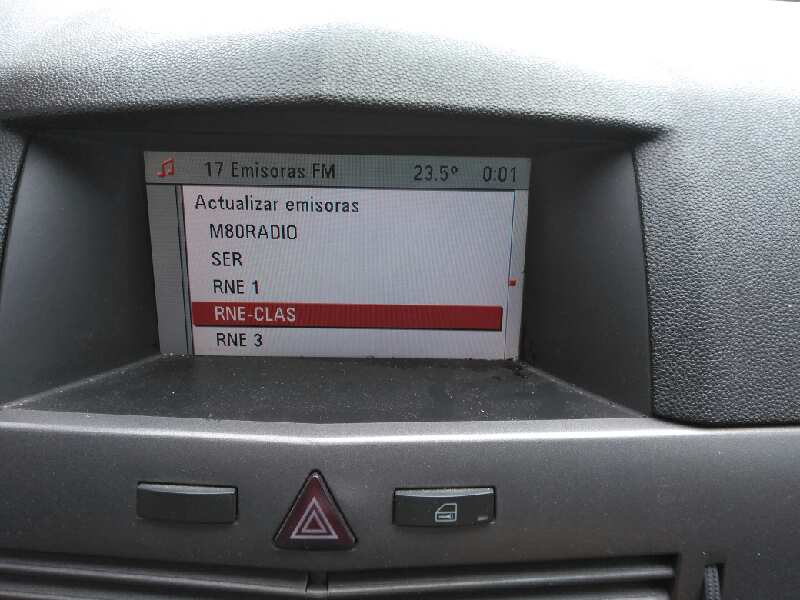 17 Emisoras FM 23.5° 0:01
Actualizar emisoras
M80RADIO
SER
RNE 1
RNE-CLAS
RNE 3